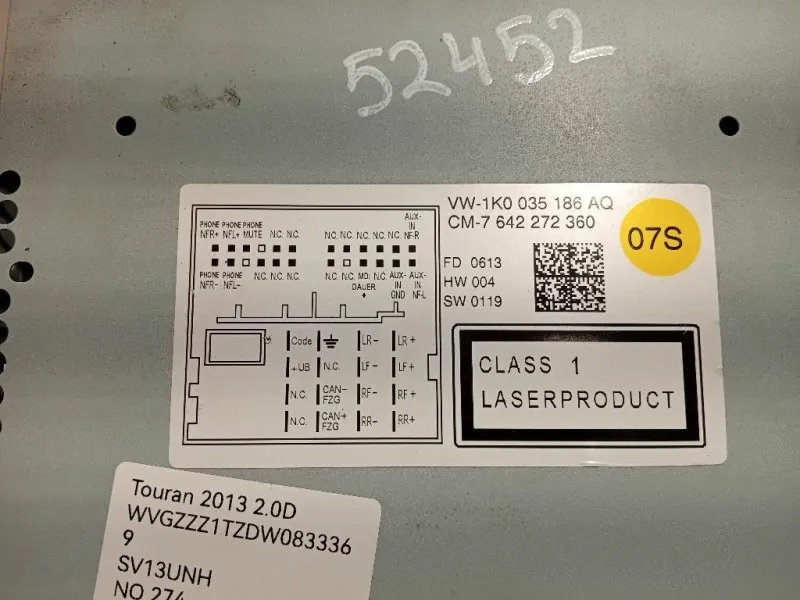 52452
VW-1K0 035 186 AQ
CM-7 642 272 360
07S
FD 0613
HW 004
SW 0119
CLASS 1
LASERPRODUCT
PHONE PHONE PHONE AUX-
NFR+ NFL+ MUTE N.C. N.C. N.C. N.C. N.C. N.C. IN
NF-R
PHONE PHONE N.C. N.C. N.C. N.C. N.C. MDI N.C. AUX- AUX-
NFR- NFL- DAUER IN IN
+ GND NF-L
Code LR- LR+
+UB N.C. LF- LF+
N.C. CAN- FZG RF- RF+
N.C. CAN+ FZG RR- RR+
Touran 2013 2.0D
WVGZZZ1TZDW083336
9
SV13UNH
NO 274